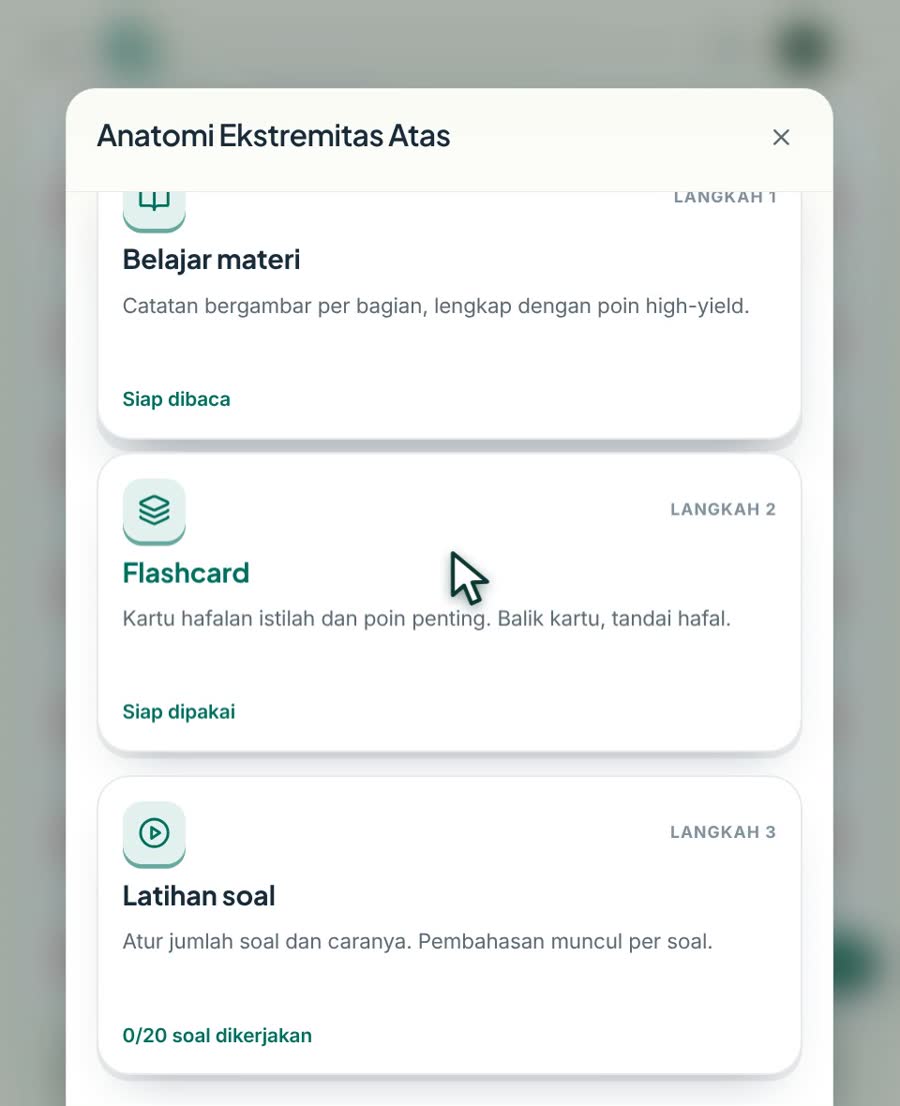 Anatomi Ekstremitas Atas
LANGKAH 1
Belajar materi
Catatan bergambar per bagian, lengkap dengan poin high-yield.
Siap dibaca
LANGKAH 2
Flashcard
Kartu hafalan istilah dan poin penting. Balik kartu, tandai hafal.
Siap dipakai
LANGKAH 3
Latihan soal
Atur jumlah soal dan caranya. Pembahasan muncul per soal.
0/20 soal dikerjakan